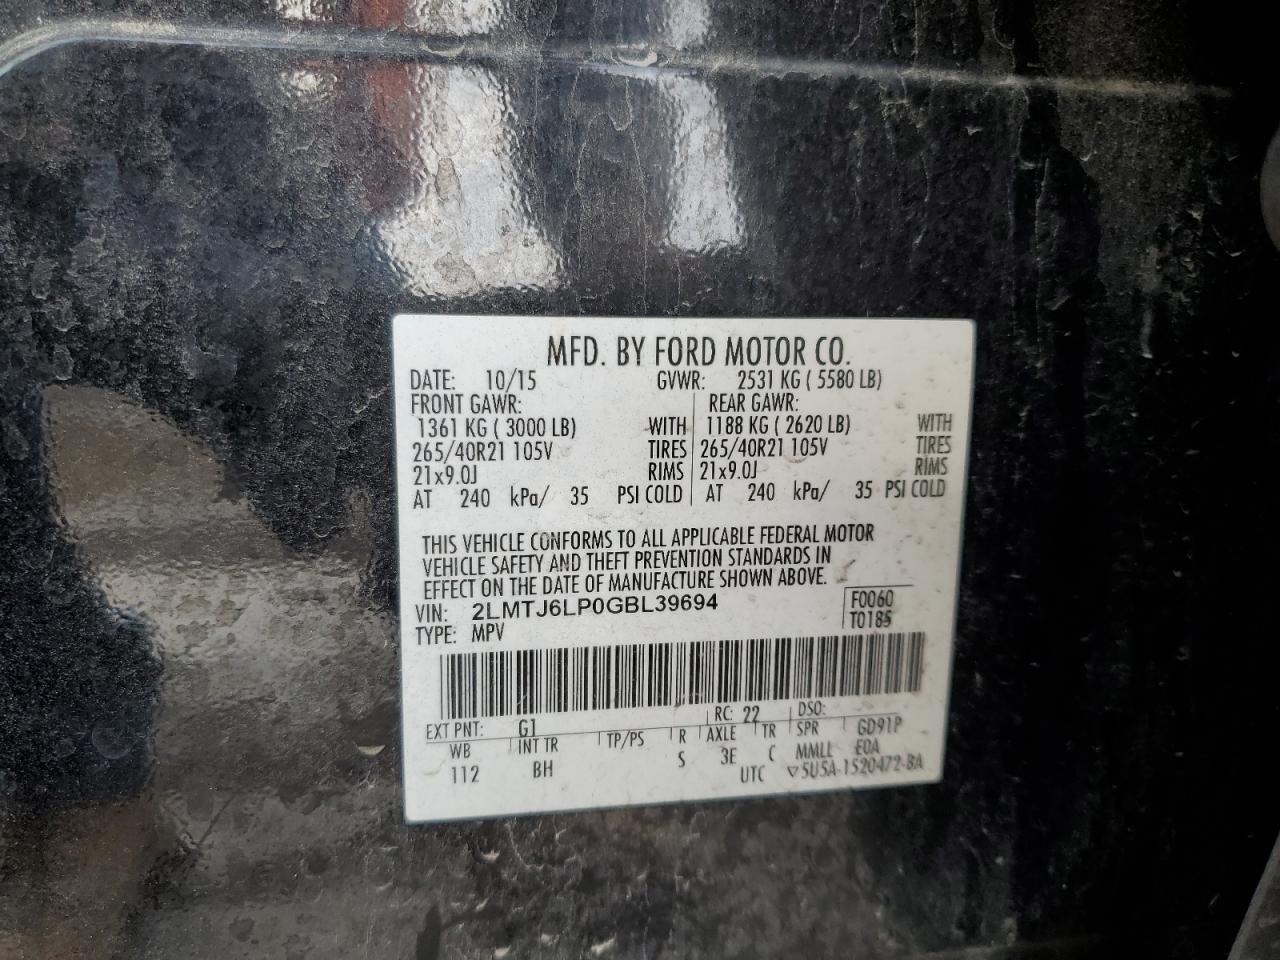 MFD. BY FORD MOTOR CO.
DATE: 10/15 GVWR: 2531 KG ( 5580 LB)
FRONT GAWR: REAR GAWR:
1361 KG ( 3000 LB) WITH 1188 KG ( 2620 LB) WITH
265/40R21 105V TIRES 265/40R21 105V TIRES
21x9.0J RIMS 21x9.0J RIMS
AT 240 kPa/ 35 PSI COLD AT 240 kPa/ 35 PSI COLD
THIS VEHICLE CONFORMS TO ALL APPLICABLE FEDERAL MOTOR
VEHICLE SAFETY AND THEFT PREVENTION STANDARDS IN
EFFECT ON THE DATE OF MANUFACTURE SHOWN ABOVE.
VIN: 2LMTJ6LP0GBL39694 F0060
TYPE: MPV T0185
EXT PNT: G1 RC: 22 DSO:
WB INT TR TP/PS R AXLE TR SPR GD91P
112 BH S 3E C MMLL E0A
UTC ▽5U5A-1520472-BA